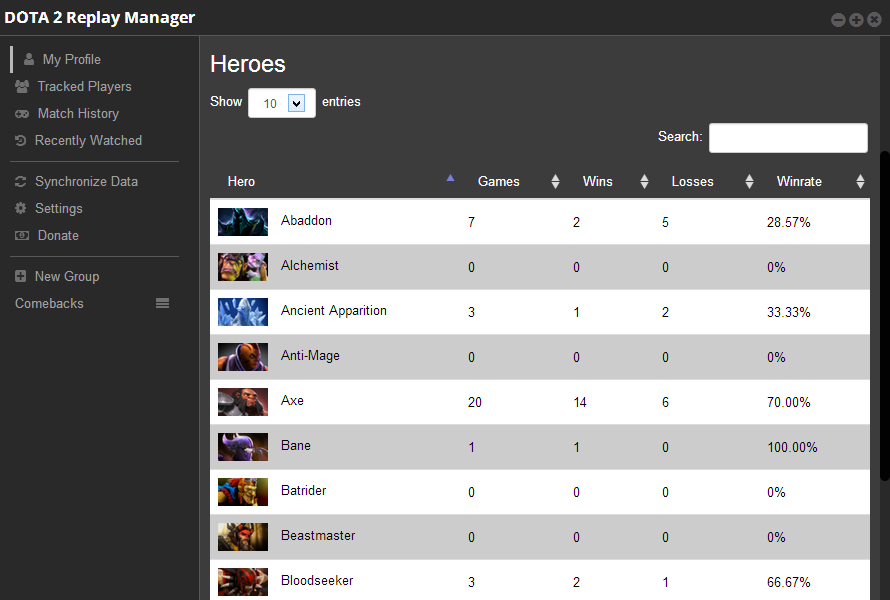 DOTA 2 Replay Manager
My Profile
Tracked Players
Match History
Recently Watched
Synchronize Data
Settings
Donate
New Group
Comebacks
Heroes
Show 10 entries
Search:
Hero Games Wins Losses Winrate
Abaddon 7 2 5 28.57%
Alchemist 0 0 0 0%
Ancient Apparition 3 1 2 33.33%
Anti-Mage 0 0 0 0%
Axe 20 14 6 70.00%
Bane 1 1 0 100.00%
Batrider 0 0 0 0%
Beastmaster 0 0 0 0%
Bloodseeker 3 2 1 66.67%